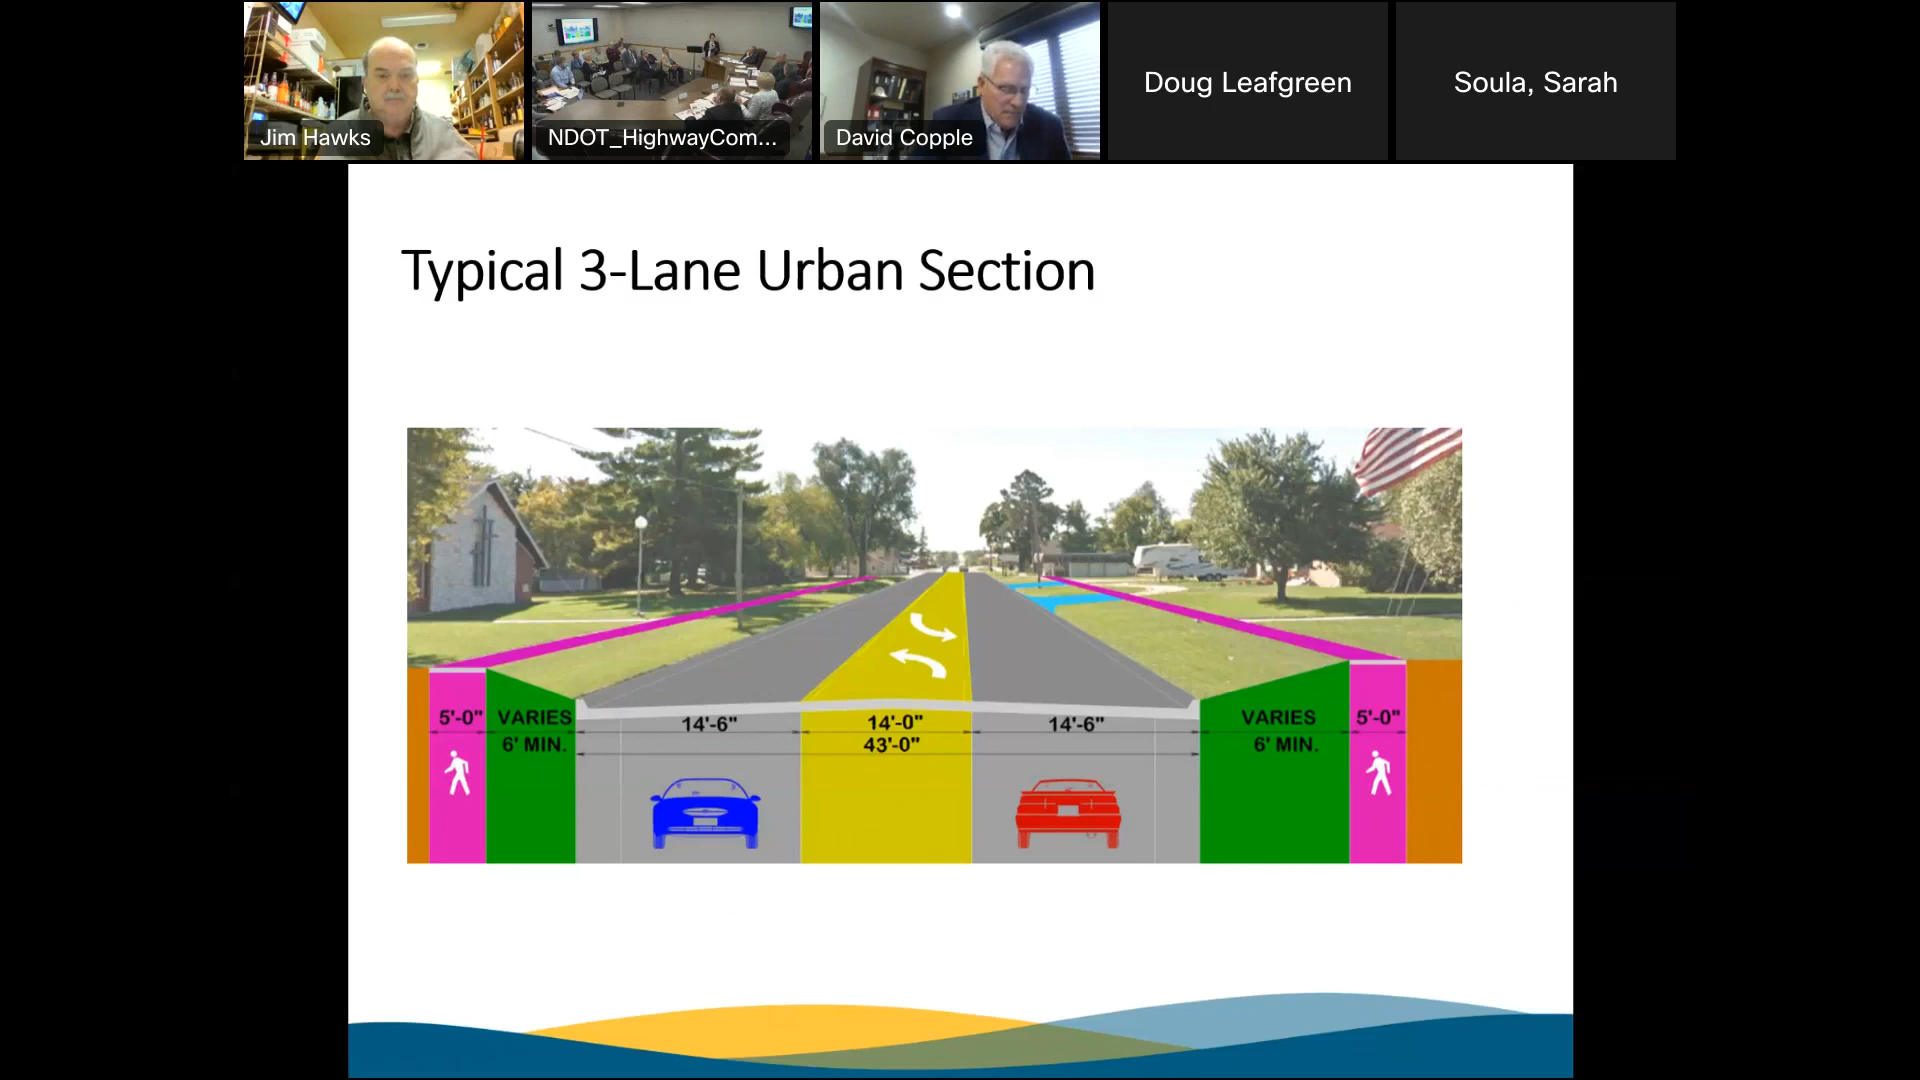 Jim Hawks
NDOT_HighwayCom...
David Copple
Doug Leafgreen
Soula, Sarah
Typical 3-Lane Urban Section
5'-0"
VARIES
6' MIN.
14'-6"
14'-0"
43'-0"
14'-6"
VARIES
6' MIN.
5'-0"